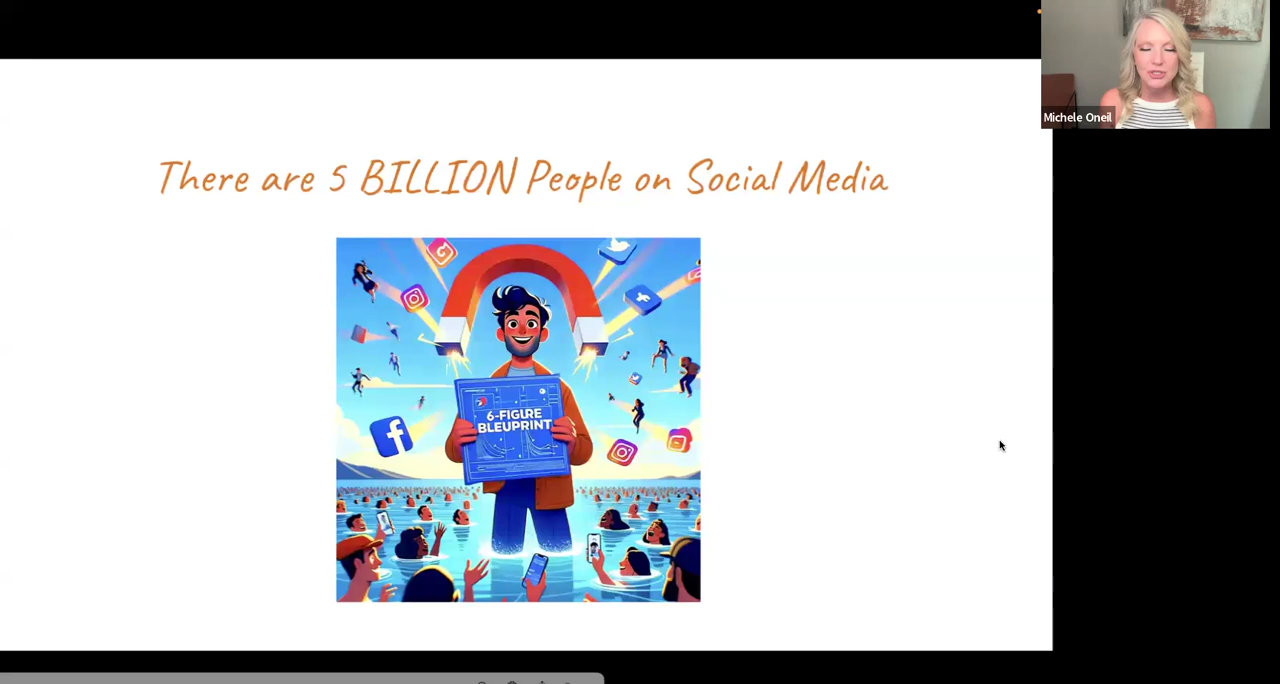 Michele Oneil
There are 5 BILLION People on Social Media
6-FIGURE
BLEUPRINT